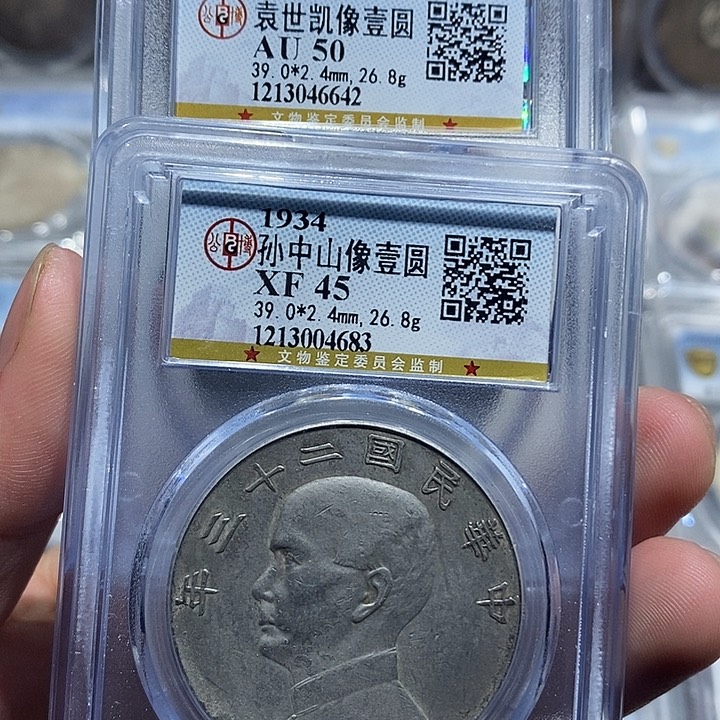 袁世凯像壹圆
AU 50
39.0*2.4mm, 26.8g
1213046642
文物鉴定委员会监制
公博
1934
孙中山像壹圆
XF 45
39.0*2.4mm, 26.8g
1213004683
文物鉴定委员会监制
中華民國二十三年